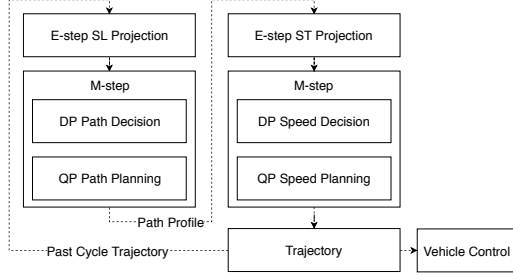 E-step SL Projection
E-step ST Projection
M-step
M-step
DP Path Decision
DP Speed Decision
QP Path Planning
QP Speed Planning
Path Profile
Past Cycle Trajectory
Trajectory
Vehicle Control